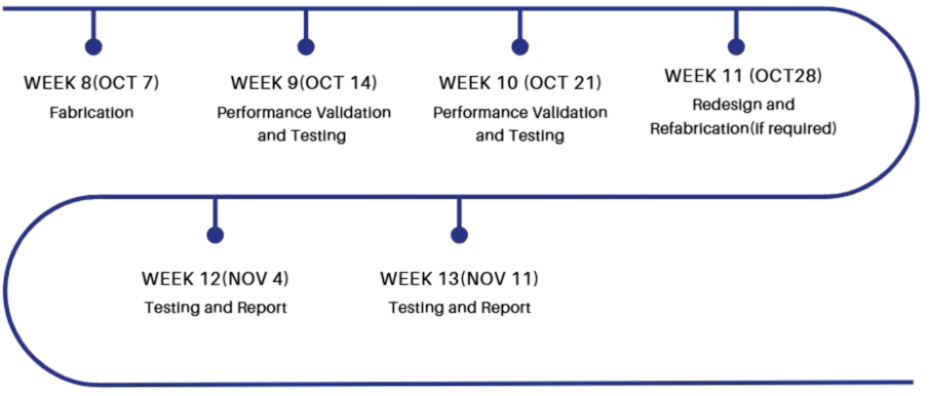 WEEK 8(OCT 7)
Fabrication
WEEK 9(OCT 14)
Performance Validation
and Testing
WEEK 10 (OCT 21)
Performance Validation
and Testing
WEEK 11 (OCT28)
Redesign and
Refabrication(if required)
WEEK 12(NOV 4)
Testing and Report
WEEK 13(NOV 11)
Testing and Report